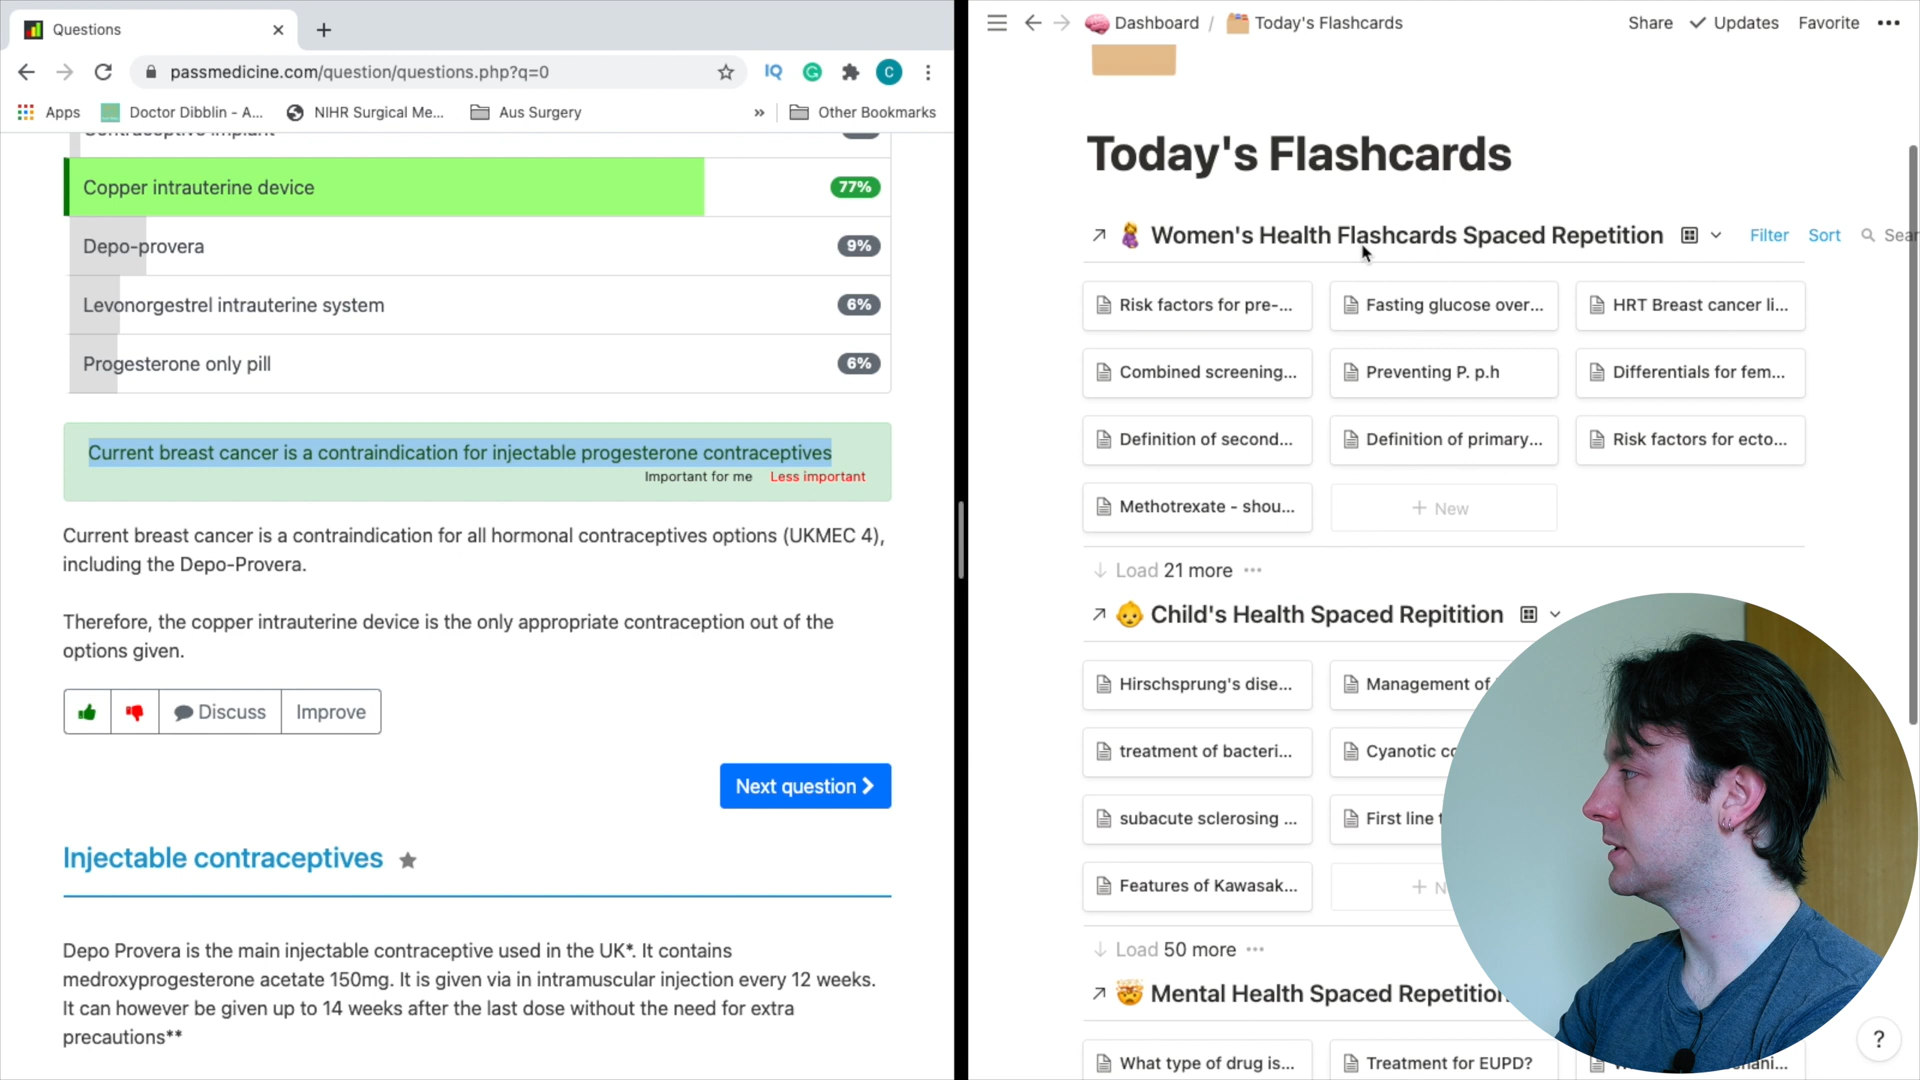 Questions
passmedicine.com/question/questions.php?q=0
IQ
C
Apps
Doctor Dibblin - A...
NIHR Surgical Me...
Aus Surgery
»
Other Bookmarks
Contraceptive implant
Copper intrauterine device
77%
Depo-provera
9%
Levonorgestrel intrauterine system
6%
Progesterone only pill
6%
Current breast cancer is a contraindication for injectable progesterone contraceptives
Important for me Less important
Current breast cancer is a contraindication for all hormonal contraceptives options (UKMEC 4),
including the Depo-Provera.
Therefore, the copper intrauterine device is the only appropriate contraception out of the
options given.
Discuss
Improve
Next question
Injectable contraceptives
Depo Provera is the main injectable contraceptive used in the UK*. It contains
medroxyprogesterone acetate 150mg. It is given via in intramuscular injection every 12 weeks.
It can however be given up to 14 weeks after the last dose without the need for extra
precautions**
Dashboard / Today's Flashcards
Share
Updates
Favorite
Today's Flashcards
Women's Health Flashcards Spaced Repetition
Filter
Sort
Sear
Risk factors for pre-...
Fasting glucose over...
HRT Breast cancer li...
Combined screening...
Preventing P. p.h
Differentials for fem...
Definition of second...
Definition of primary...
Risk factors for ecto...
Methotrexate - shou...
+ New
Load 21 more
Child's Health Spaced Repitition
Hirschsprung's dise...
Management of
treatment of bacteri...
Cyanotic
subacute sclerosing ...
First line
Features of Kawasak...
Load 50 more
Mental Health Spaced Repetition
What type of drug is...
Treatment for EUPD?
?